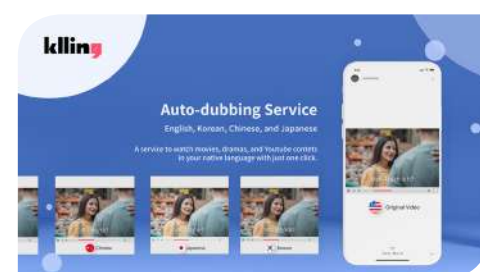 klling
Auto-dubbing Service
English, Korean, Chinese, and Japanese
A service to watch movies, dramas, and Youtube contets
in your native language with just one click.
Original Video
Chinese
Japanese
Korean